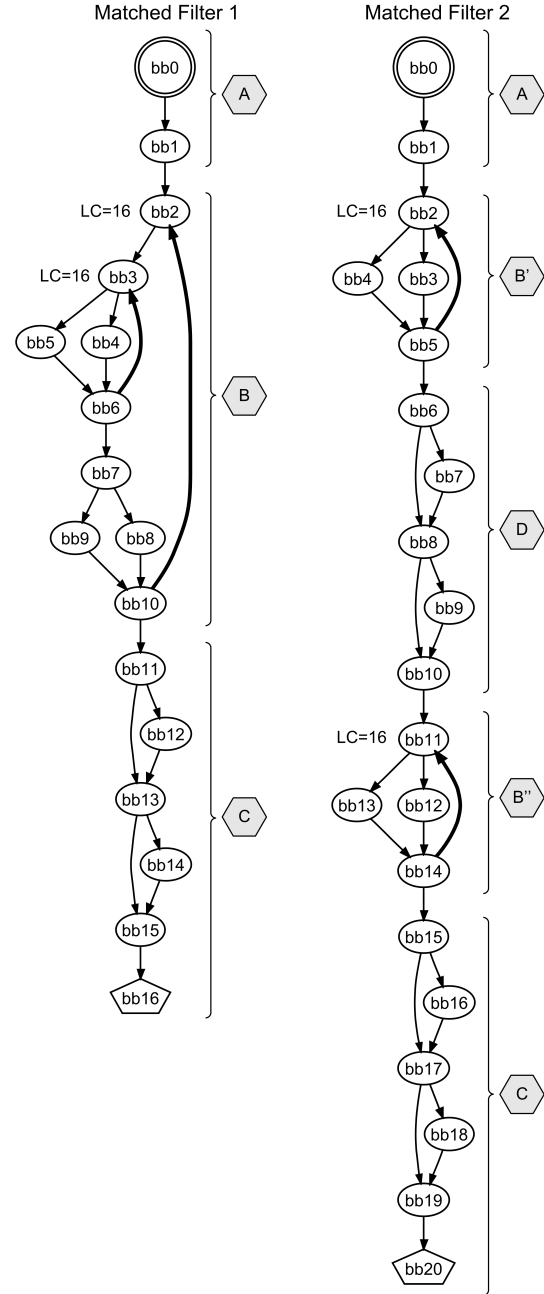 Matched Filter 1
bb0
A
bb1
LC=16
bb2
LC=16
bb3
bb5
bb4
B
bb6
bb7
bb9
bb8
bb10
bb11
bb12
bb13
C
bb14
bb15
bb16
Matched Filter 2
bb0
A
bb1
LC=16
bb2
bb4
bb3
B'
bb5
bb6
bb7
D
bb8
bb9
bb10
LC=16
bb11
bb13
bb12
B''
bb14
bb15
bb16
bb17
C
bb18
bb19
bb20